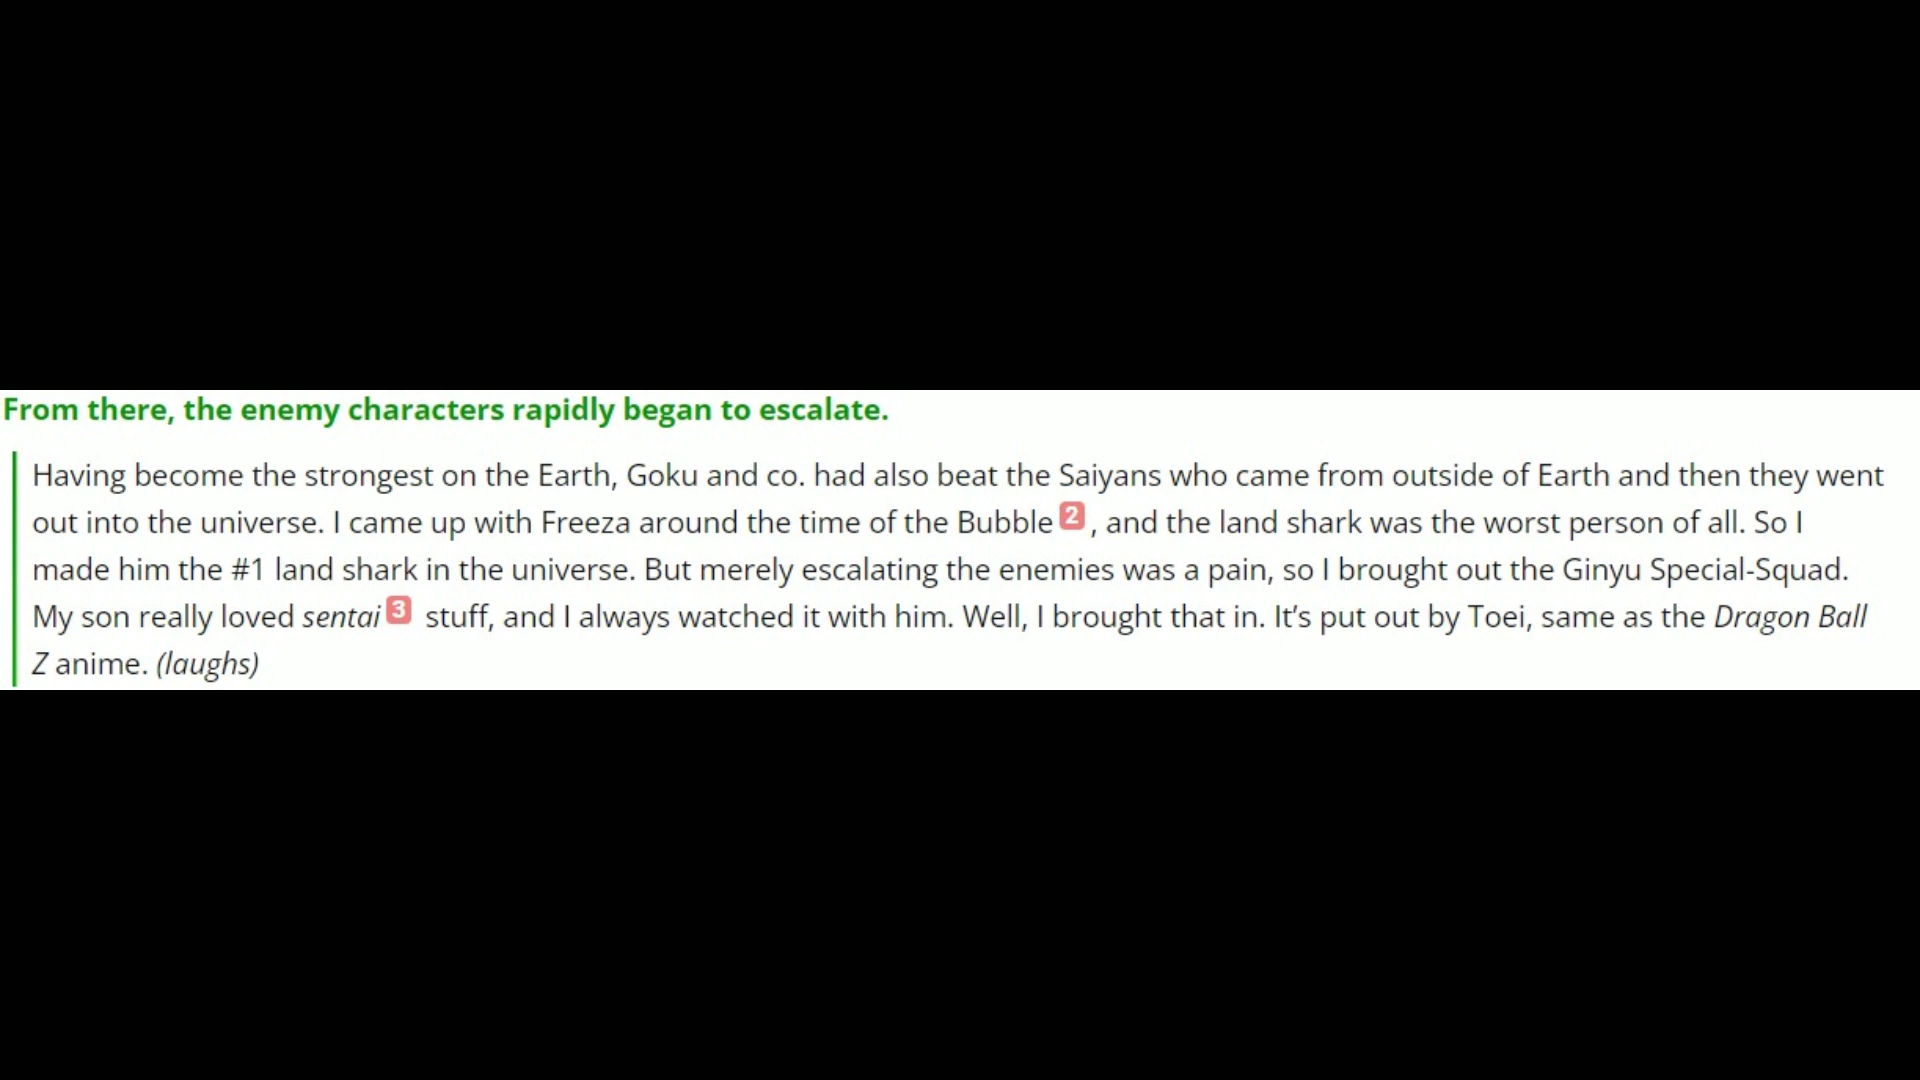 From there, the enemy characters rapidly began to escalate.
Having become the strongest on the Earth, Goku and co. had also beat the Saiyans who came from outside of Earth and then they went
out into the universe. I came up with Freeza around the time of the Bubble 2 , and the land shark was the worst person of all. So I
made him the #1 land shark in the universe. But merely escalating the enemies was a pain, so I brought out the Ginyu Special-Squad.
My son really loved sentai 3 stuff, and I always watched it with him. Well, I brought that in. It’s put out by Toei, same as the Dragon Ball
Z anime. (laughs)